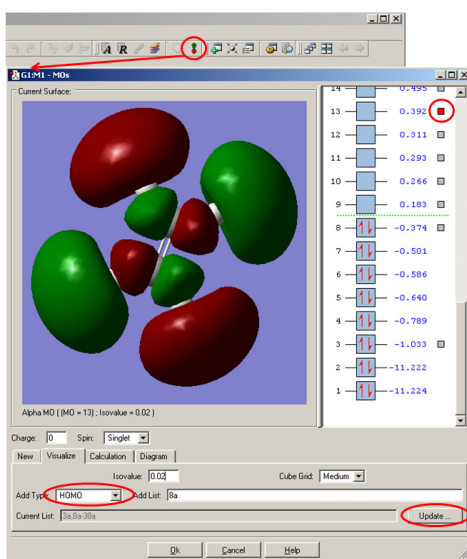 A R
G1:M1 - MOs
Current Surface:
14 0.495
13 0.392
12 0.311
11 0.293
10 0.266
9 0.183
8 -0.374
7 -0.501
6 -0.586
5 -0.640
4 -0.789
3 -1.033
2 -11.222
1 -11.224
Alpha MO ( (MO = 13) ; Isovalue = 0.02 )
Charge: 0 Spin: Singlet
New Visualize Calculation Diagram
Isovalue: 0.02 Cube Grid: Medium
Add Type: HOMO Add List: 8a
Current List: 3a,8a-38a Update ...
Ok Cancel Help